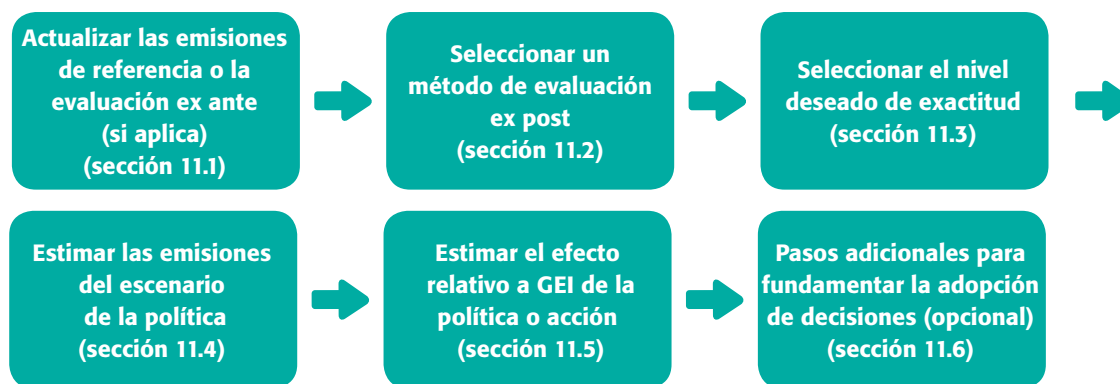 Actualizar las emisiones
de referencia o la
evaluación ex ante
(si aplica)
(sección 11.1)
Seleccionar un
método de evaluación
ex post
(sección 11.2)
Seleccionar el nivel
deseado de exactitud
(sección 11.3)
Estimar las emisiones
del escenario
de la política
(sección 11.4)
Estimar el efecto
relativo a GEI de la
política o acción
(sección 11.5)
Pasos adicionales para
fundamentar la adopción
de decisiones (opcional)
(sección 11.6)